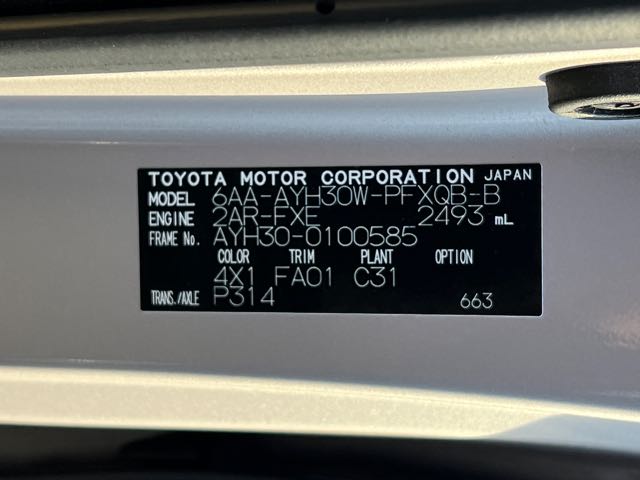 TOYOTA MOTOR CORPORATION JAPAN
MODEL 6AA-AYH30W-PFXQB-B
ENGINE 2AR-FXE 2493 mL
FRAME No. AYH30-0100585
COLOR TRIM PLANT OPTION
4X1 FA01 C31
TRANS./AXLE P314 663